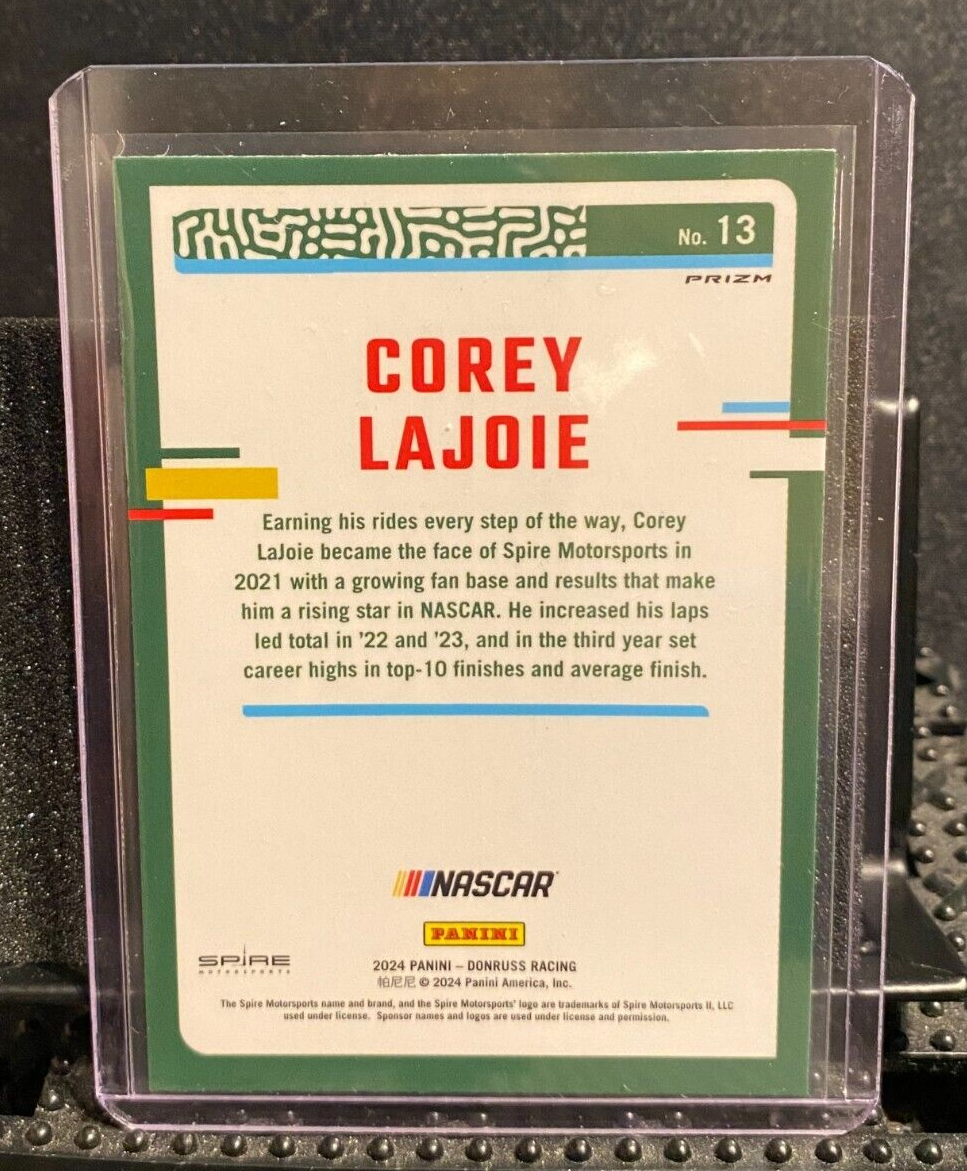 No. 13
PRIZM
COREY
LAJOIE
Earning his rides every step of the way, Corey
LaJoie became the face of Spire Motorsports in
2021 with a growing fan base and results that make
him a rising star in NASCAR. He increased his laps
led total in '22 and '23, and in the third year set
career highs in top-10 finishes and average finish.
NASCAR
PANINI
SPIRE
MOTORSPORTS
2024 PANINI – DONRUSS RACING
帕尼尼 © 2024 Panini America, Inc.
The Spire Motorsports name and brand, and the Spire Motorsports' logo are trademarks of Spire Motorsports II, LLC
used under license. Sponsor names and logos are used under license and permission.